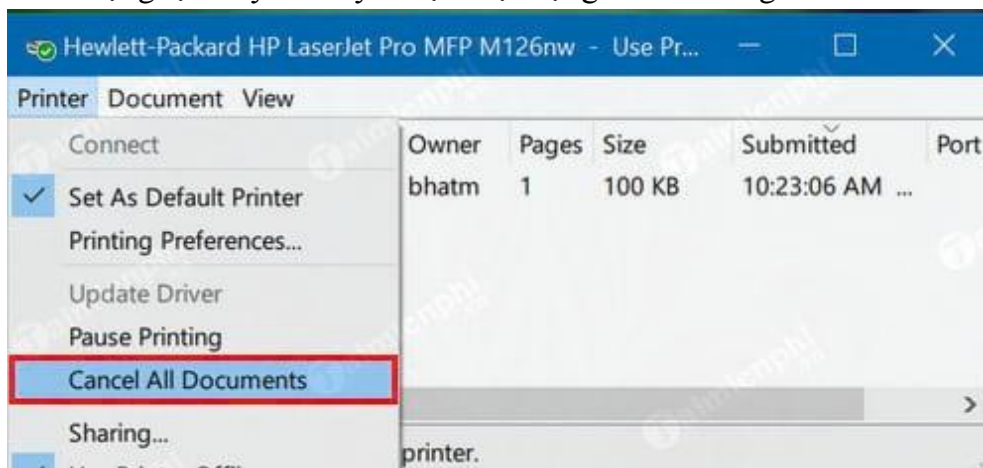 Hewlett-Packard HP LaserJet Pro MFP M126nw - Use Pr...
Printer Document View
Connect
Owner Pages Size Submitted Port
Set As Default Printer
bhatm 1 100 KB 10:23:06 AM ...
Printing Preferences...
Update Driver
Pause Printing
Cancel All Documents
Sharing...
printer.